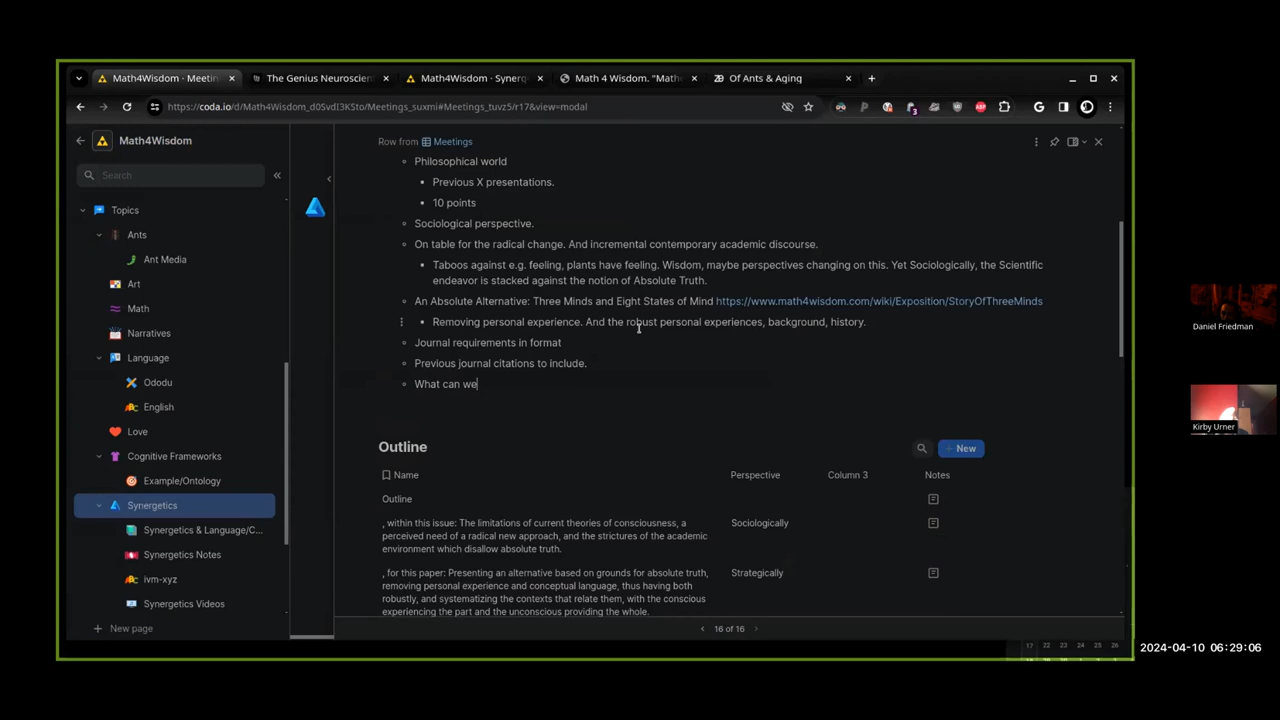 Math4Wisdom · Meetin
The Genius Neuroscien
Math4Wisdom · Synerg
Math 4 Wisdom. "Mathe
Of Ants & Aging
https://coda.io/d/Math4Wisdom_d0SvdI3KSto/Meetings_suxmi#Meetings_tuvz5/r17&view=modal
Math4Wisdom
Search
Topics
Ants
Ant Media
Art
Math
Narratives
Language
Ododu
English
Love
Cognitive Frameworks
Example/Ontology
Synergetics
Synergetics & Language/C...
Synergetics Notes
ivm-xyz
Synergetics Videos
New page
Row from Meetings
Philosophical world
Previous X presentations.
10 points
Sociological perspective.
On table for the radical change. And incremental contemporary academic discourse.
Taboos against e.g. feeling, plants have feeling. Wisdom, maybe perspectives changing on this. Yet Sociologically, the Scientific
endeavor is stacked against the notion of Absolute Truth.
An Absolute Alternative: Three Minds and Eight States of Mind https://www.math4wisdom.com/wiki/Exposition/StoryOfThreeMinds
Removing personal experience. And the robust personal experiences, background, history.
Journal requirements in format
Previous journal citations to include.
What can we
Outline
New
Name Perspective Column 3 Notes
Outline
, within this issue: The limitations of current theories of consciousness, a Sociologically
perceived need of a radical new approach, and the strictures of the academic
environment which disallow absolute truth.
, for this paper: Presenting an alternative based on grounds for absolute truth, Strategically
removing personal experience and conceptual language, thus having both
robustly, and systematizing the contexts that relate them, with the conscious
experiencing the part and the unconscious providing the whole.
16 of 16
Daniel Friedman
Kirby Urner
2024-04-10 06:29:06